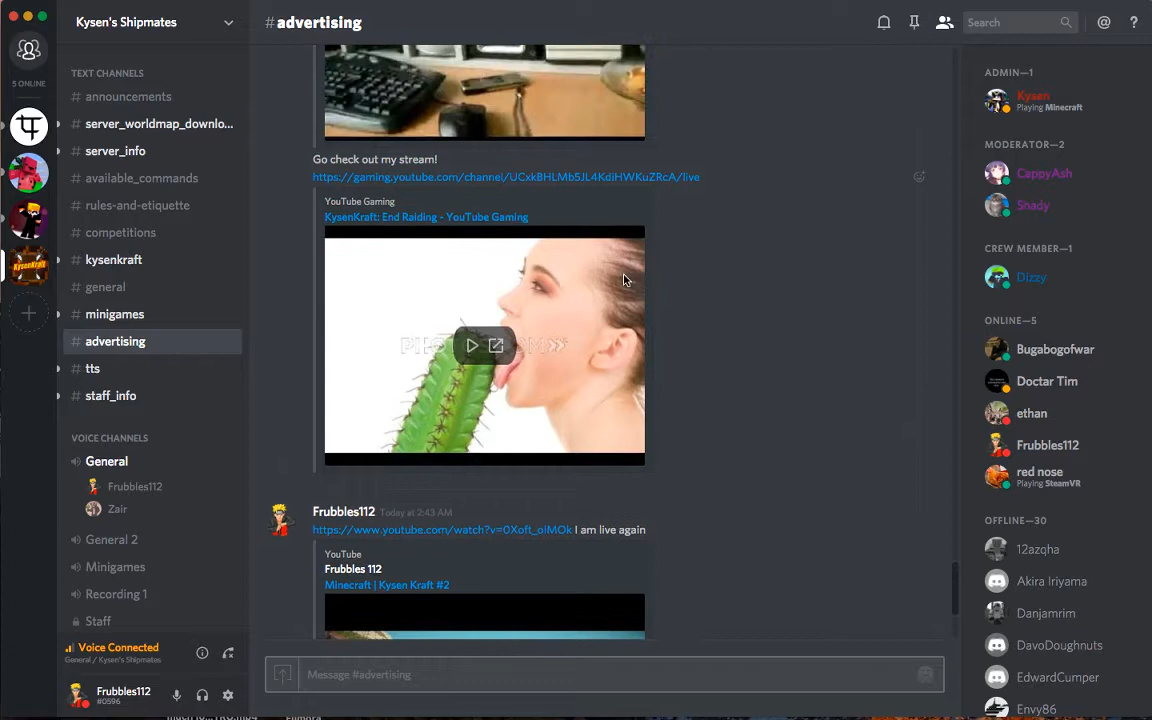 Kysen's Shipmates
5 ONLINE
KYSENKRAFT
TEXT CHANNELS
# announcements
# server_worldmap_downlo...
# server_info
# available_commands
# rules-and-etiquette
# competitions
# kysenkraft
# general
# minigames
# advertising
# tts
# staff_info
VOICE CHANNELS
General
Frubbles112
Zair
General 2
Minigames
Recording 1
Staff
Voice Connected
General / Kysen's Shipmates
Frubbles112
#0596
# advertising
Search
@ ?
Go check out my stream!
https://gaming.youtube.com/channel/UCxkBHLMb5JL4KdiHWKuZRcA/live
YouTube Gaming
KysenKraft: End Raiding - YouTube Gaming
Frubbles112 Today at 2:43 AM
https://www.youtube.com/watch?v=0Xoft_olMOk I am live again
YouTube
Frubbles 112
Minecraft | Kysen Kraft #2
Message #advertising
ADMIN—1
Kysen
Playing Minecraft
MODERATOR—2
CappyAsh
Shady
CREW MEMBER—1
Dizzy
ONLINE—5
Bugabogofwar
Doctar Tim
ethan
Frubbles112
red nose
Playing SteamVR
OFFLINE—30
12azqha
Akira Iriyama
Danjamrim
DavoDoughnuts
EdwardCumper
Envy86